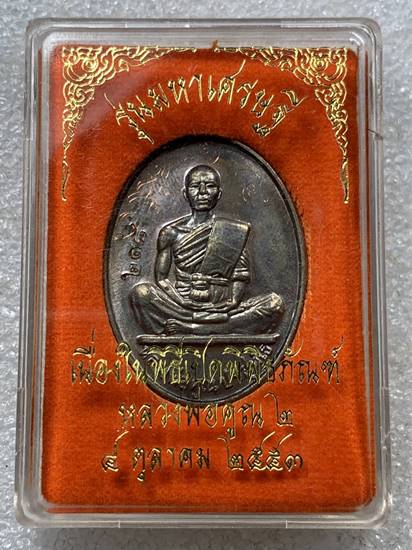 รุ่นมหาเศรษฐี
เนื่องในพิธีเปิดพิพิธภัณฑ์
หลวงพ่อคูณ ๒
๔ ตุลาคม ๒๕๕๓